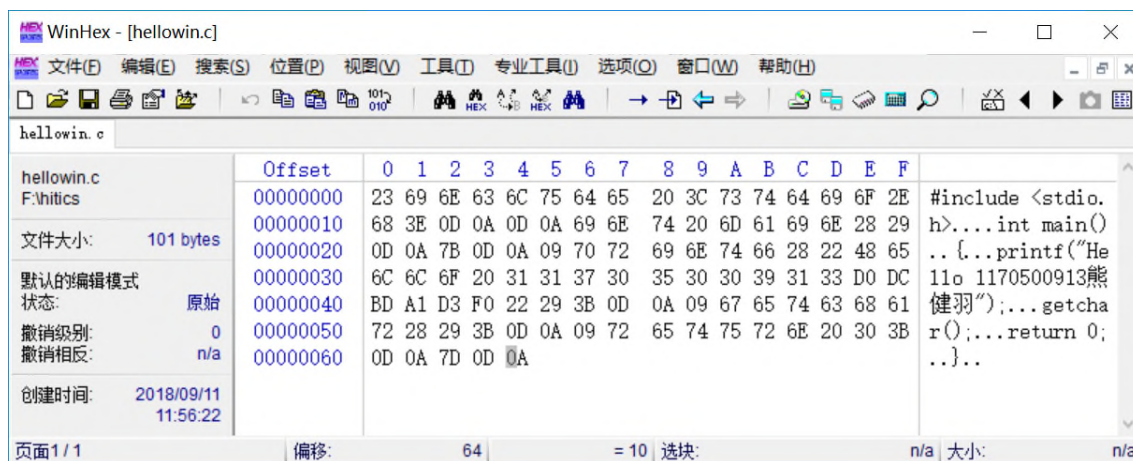 WinHex - [hellowin.c]
文件(F) 编辑(E) 搜索(S) 位置(P) 视图(V) 工具(T) 专业工具(I) 选项(O) 窗口(W) 帮助(H)
hellowin.c
hellowin.c
F:\hitics
文件大小: 101 bytes
默认的编辑模式
状态: 原始
撤销级别: 0
撤销相反: n/a
创建时间: 2018/09/11
11:56:22
Offset 0 1 2 3 4 5 6 7 8 9 A B C D E F
00000000 23 69 6E 63 6C 75 64 65 20 3C 73 74 64 69 6F 2E #include <stdio.
00000010 68 3E 0D 0A 0D 0A 69 6E 74 20 6D 61 69 6E 28 29 h>....int main()
00000020 0D 0A 7B 0D 0A 09 70 72 69 6E 74 66 28 22 48 65 ..{...printf("He
00000030 6C 6C 6F 20 31 31 37 30 35 30 30 39 31 33 D0 DC llo 1170500913熊
00000040 BD A1 D3 F0 22 29 3B 0D 0A 09 67 65 74 63 68 61 健羽");...getcha
00000050 72 28 29 3B 0D 0A 09 72 65 74 75 72 6E 20 30 3B r();...return 0;
00000060 0D 0A 7D 0D 0A ..}..
页面1 / 1 偏移: 64 = 10 选块: n/a 大小: n/a